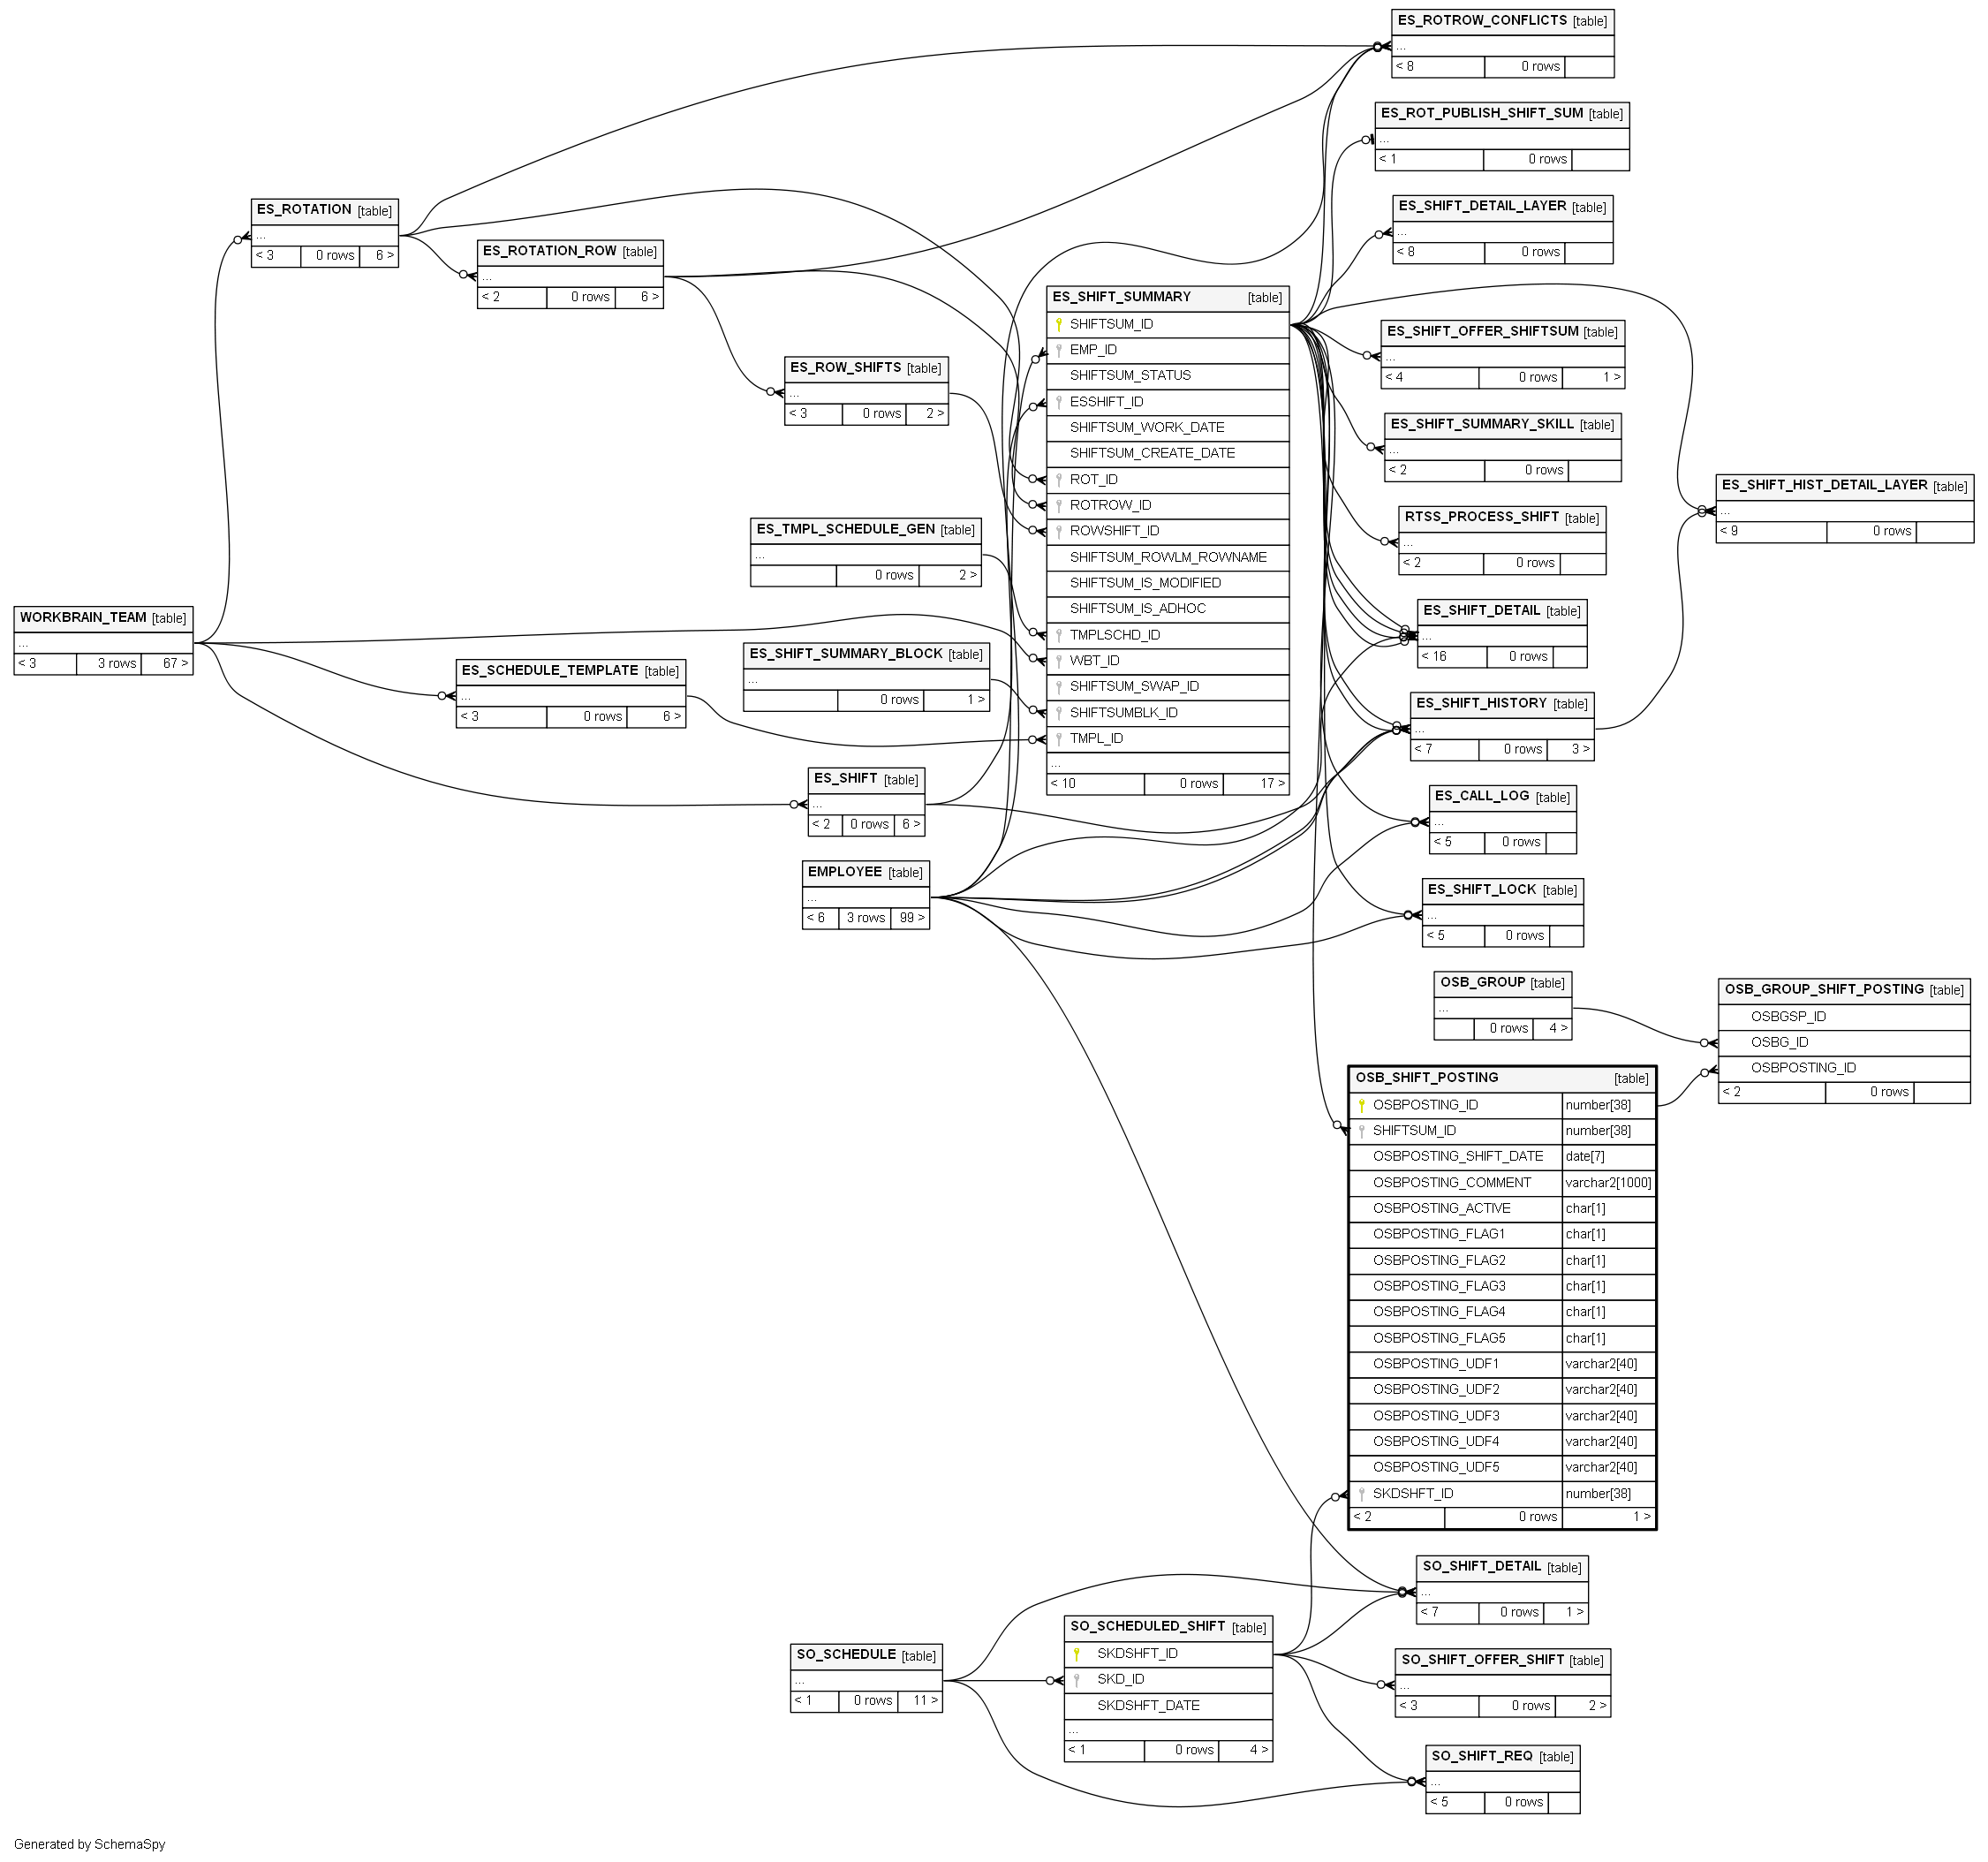 ES_ROTROW_CONFLICTS [table]
...
< 8 0 rows
ES_ROT_PUBLISH_SHIFT_SUM [table]
...
< 1 0 rows
ES_SHIFT_DETAIL_LAYER [table]
...
< 8 0 rows
ES_ROTATION [table]
...
< 3 0 rows 6 >
ES_ROTATION_ROW [table]
...
< 2 0 rows 6 >
ES_ROW_SHIFTS [table]
...
< 3 0 rows 2 >
ES_SHIFT_SUMMARY [table]
SHIFTSUM_ID
EMP_ID
SHIFTSUM_STATUS
ESSHIFT_ID
SHIFTSUM_WORK_DATE
SHIFTSUM_CREATE_DATE
ROT_ID
ROTROW_ID
ROWSHIFT_ID
SHIFTSUM_ROWLM_ROWNAME
SHIFTSUM_IS_MODIFIED
SHIFTSUM_IS_ADHOC
TMPLSCHD_ID
WBT_ID
SHIFTSUM_SWAP_ID
SHIFTSUMBLK_ID
TMPL_ID
...
< 10 0 rows 17 >
ES_SHIFT_OFFER_SHIFTSUM [table]
...
< 4 0 rows 1 >
ES_SHIFT_SUMMARY_SKILL [table]
...
< 2 0 rows
ES_SHIFT_HIST_DETAIL_LAYER [table]
...
< 9 0 rows
RTSS_PROCESS_SHIFT [table]
...
< 2 0 rows
ES_TMPL_SCHEDULE_GEN [table]
...
0 rows 2 >
WORKBRAIN_TEAM [table]
...
< 3 3 rows 67 >
ES_SHIFT_DETAIL [table]
...
< 16 0 rows
ES_SHIFT_SUMMARY_BLOCK [table]
...
0 rows 1 >
ES_SCHEDULE_TEMPLATE [table]
...
< 3 0 rows 6 >
ES_SHIFT_HISTORY [table]
...
< 7 0 rows 3 >
ES_SHIFT [table]
...
< 2 0 rows 6 >
ES_CALL_LOG [table]
...
< 5 0 rows
EMPLOYEE [table]
...
< 6 3 rows 99 >
ES_SHIFT_LOCK [table]
...
< 5 0 rows
OSB_GROUP [table]
...
0 rows 4 >
OSB_GROUP_SHIFT_POSTING [table]
OSBGSP_ID
OSBG_ID
OSBPOSTING_ID
< 2 0 rows
OSB_SHIFT_POSTING [table]
OSBPOSTING_ID number[38]
SHIFTSUM_ID number[38]
OSBPOSTING_SHIFT_DATE date[7]
OSBPOSTING_COMMENT varchar2[1000]
OSBPOSTING_ACTIVE char[1]
OSBPOSTING_FLAG1 char[1]
OSBPOSTING_FLAG2 char[1]
OSBPOSTING_FLAG3 char[1]
OSBPOSTING_FLAG4 char[1]
OSBPOSTING_FLAG5 char[1]
OSBPOSTING_UDF1 varchar2[40]
OSBPOSTING_UDF2 varchar2[40]
OSBPOSTING_UDF3 varchar2[40]
OSBPOSTING_UDF4 varchar2[40]
OSBPOSTING_UDF5 varchar2[40]
SKDSHFT_ID number[38]
< 2 0 rows 1 >
SO_SHIFT_DETAIL [table]
...
< 7 0 rows 1 >
SO_SCHEDULE [table]
...
< 1 0 rows 11 >
SO_SCHEDULED_SHIFT [table]
SKDSHFT_ID
SKD_ID
SKDSHFT_DATE
...
< 1 0 rows 4 >
SO_SHIFT_OFFER_SHIFT [table]
...
< 3 0 rows 2 >
SO_SHIFT_REQ [table]
...
< 5 0 rows
Generated by SchemaSpy